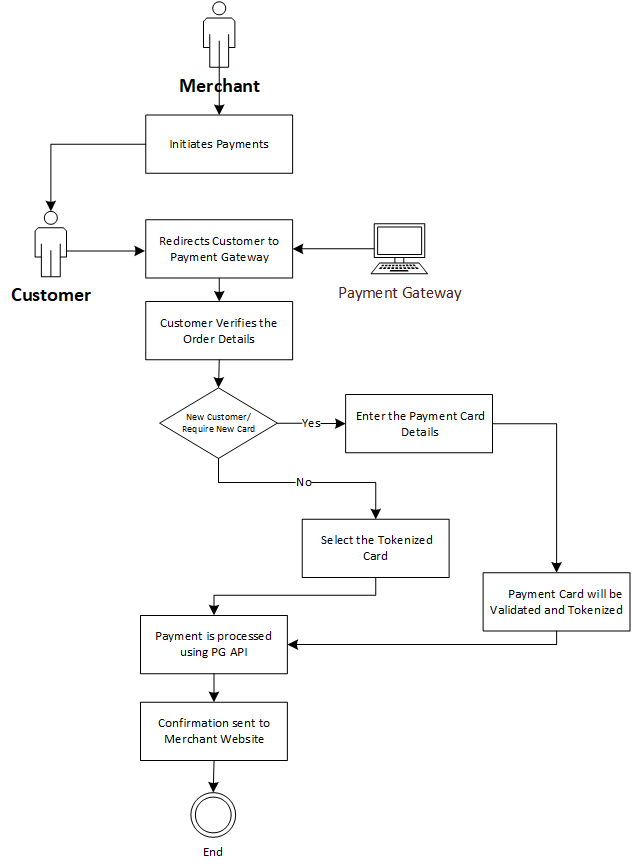 Merchant
Initiates Payments
Redirects Customer to
Payment Gateway
Customer
Payment Gateway
Customer Verifies the
Order Details
New Customer/
Require New Card
Yes
Enter the Payment Card
Details
No
Select the Tokenized
Card
Payment Card will be
Validated and Tokenized
Payment is processed
using PG API
Confirmation sent to
Merchant Website
End